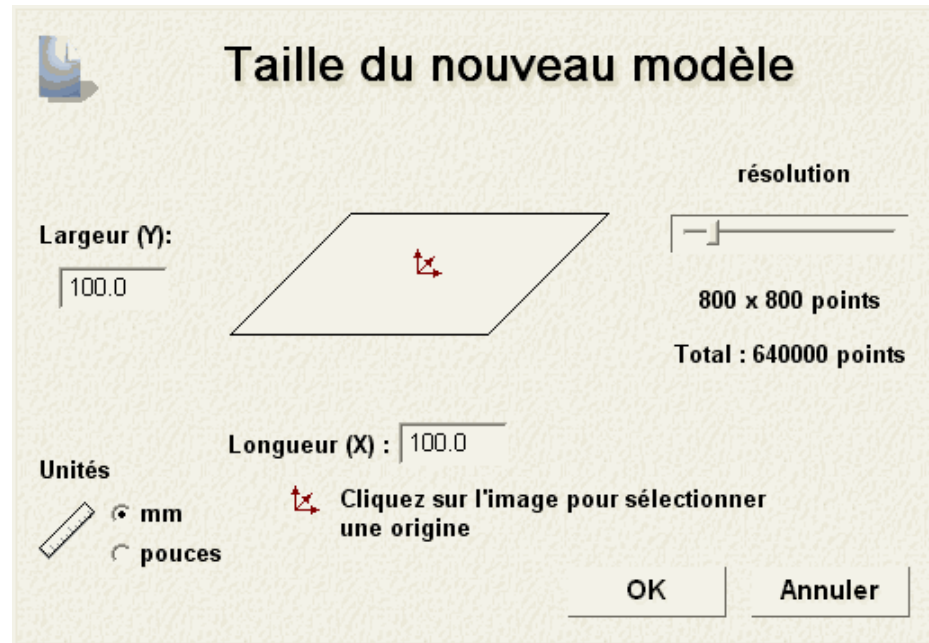 Taille du nouveau modèle
résolution
Largeur (Y):
100.0
800 x 800 points
Total : 640000 points
Longueur (X) : 100.0
Unités
mm
pouces
Cliquez sur l'image pour sélectionner
une origine
OK Annuler